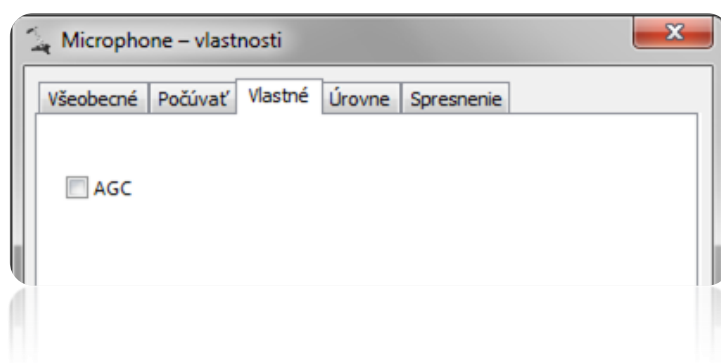 Microphone – vlastnosti
Všeobecné Počúvať Vlastné Úrovne Spresnenie
AGC